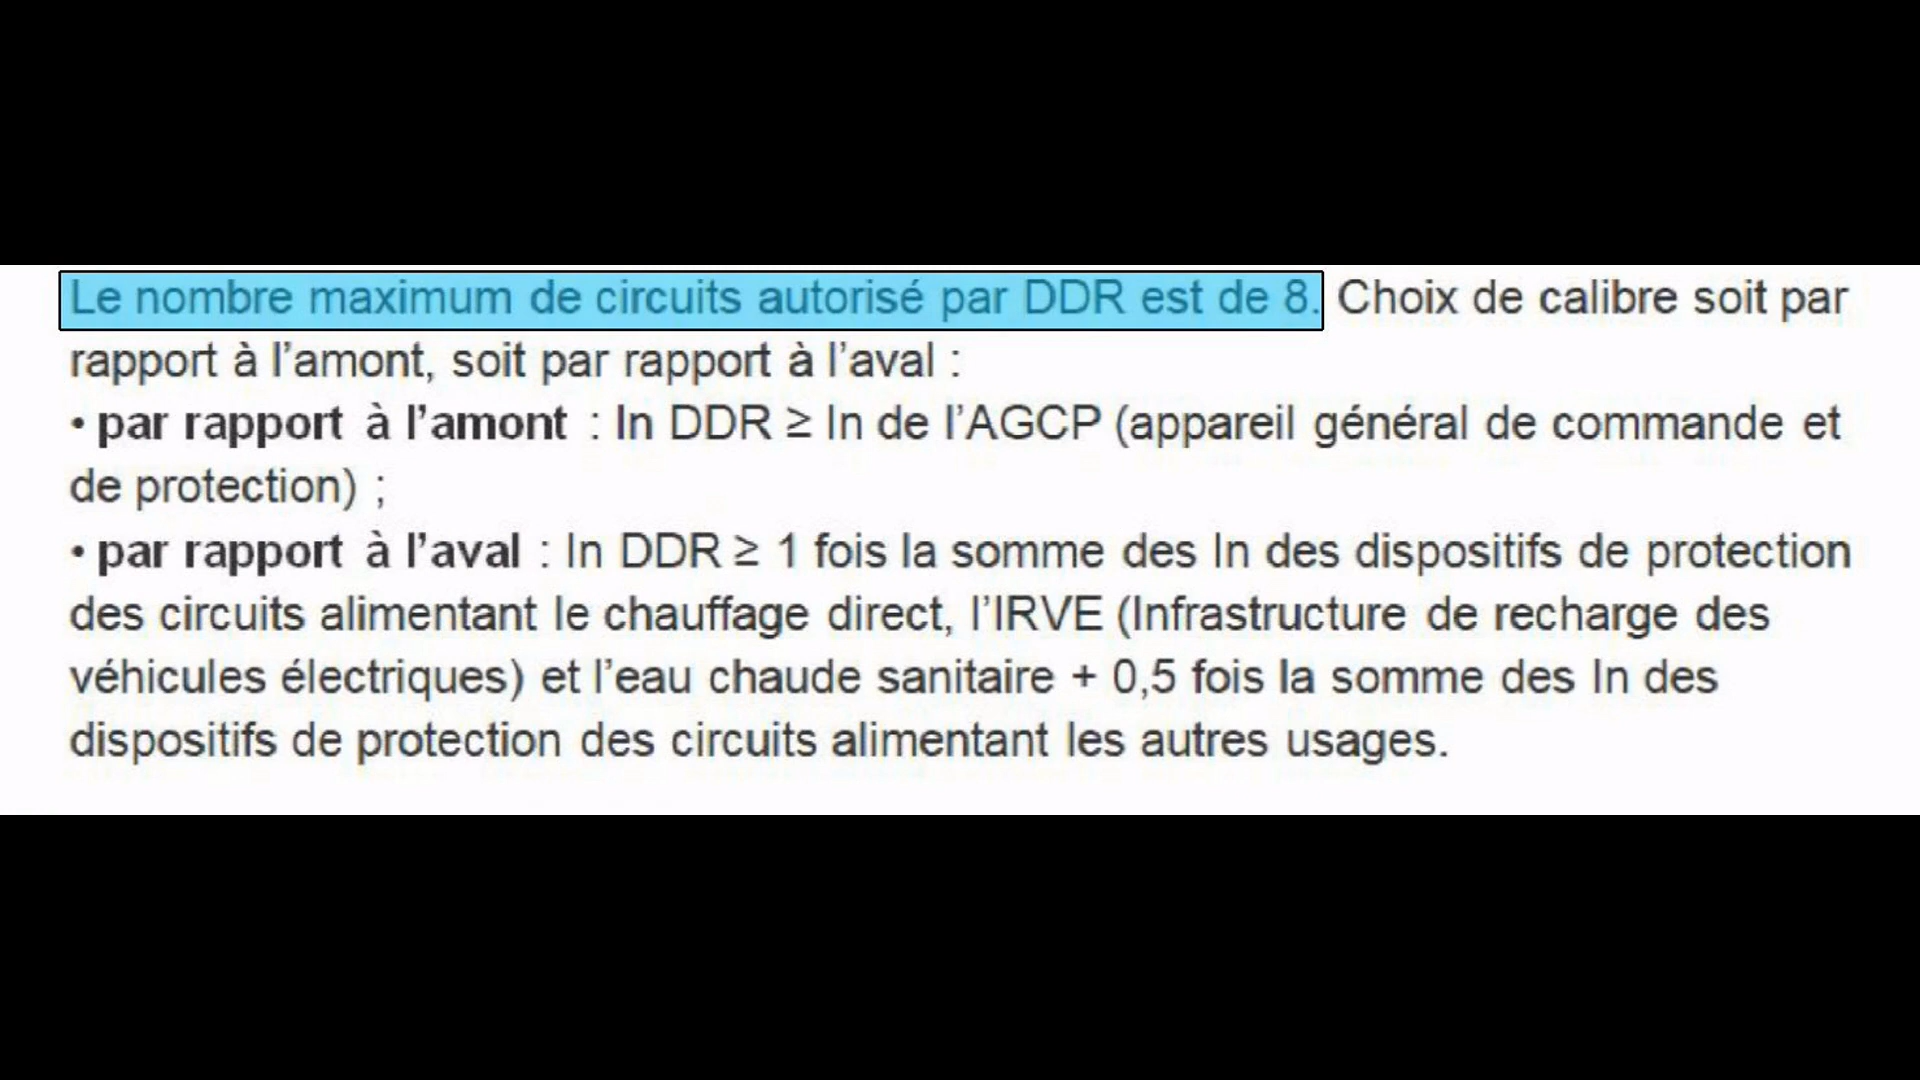 Le nombre maximum de circuits autorisé par DDR est de 8. Choix de calibre soit par
rapport à l’amont, soit par rapport à l’aval :
• par rapport à l’amont : In DDR ≥ In de l’AGCP (appareil général de commande et
de protection) ;
• par rapport à l’aval : In DDR ≥ 1 fois la somme des In des dispositifs de protection
des circuits alimentant le chauffage direct, l’IRVE (Infrastructure de recharge des
véhicules électriques) et l’eau chaude sanitaire + 0,5 fois la somme des In des
dispositifs de protection des circuits alimentant les autres usages.